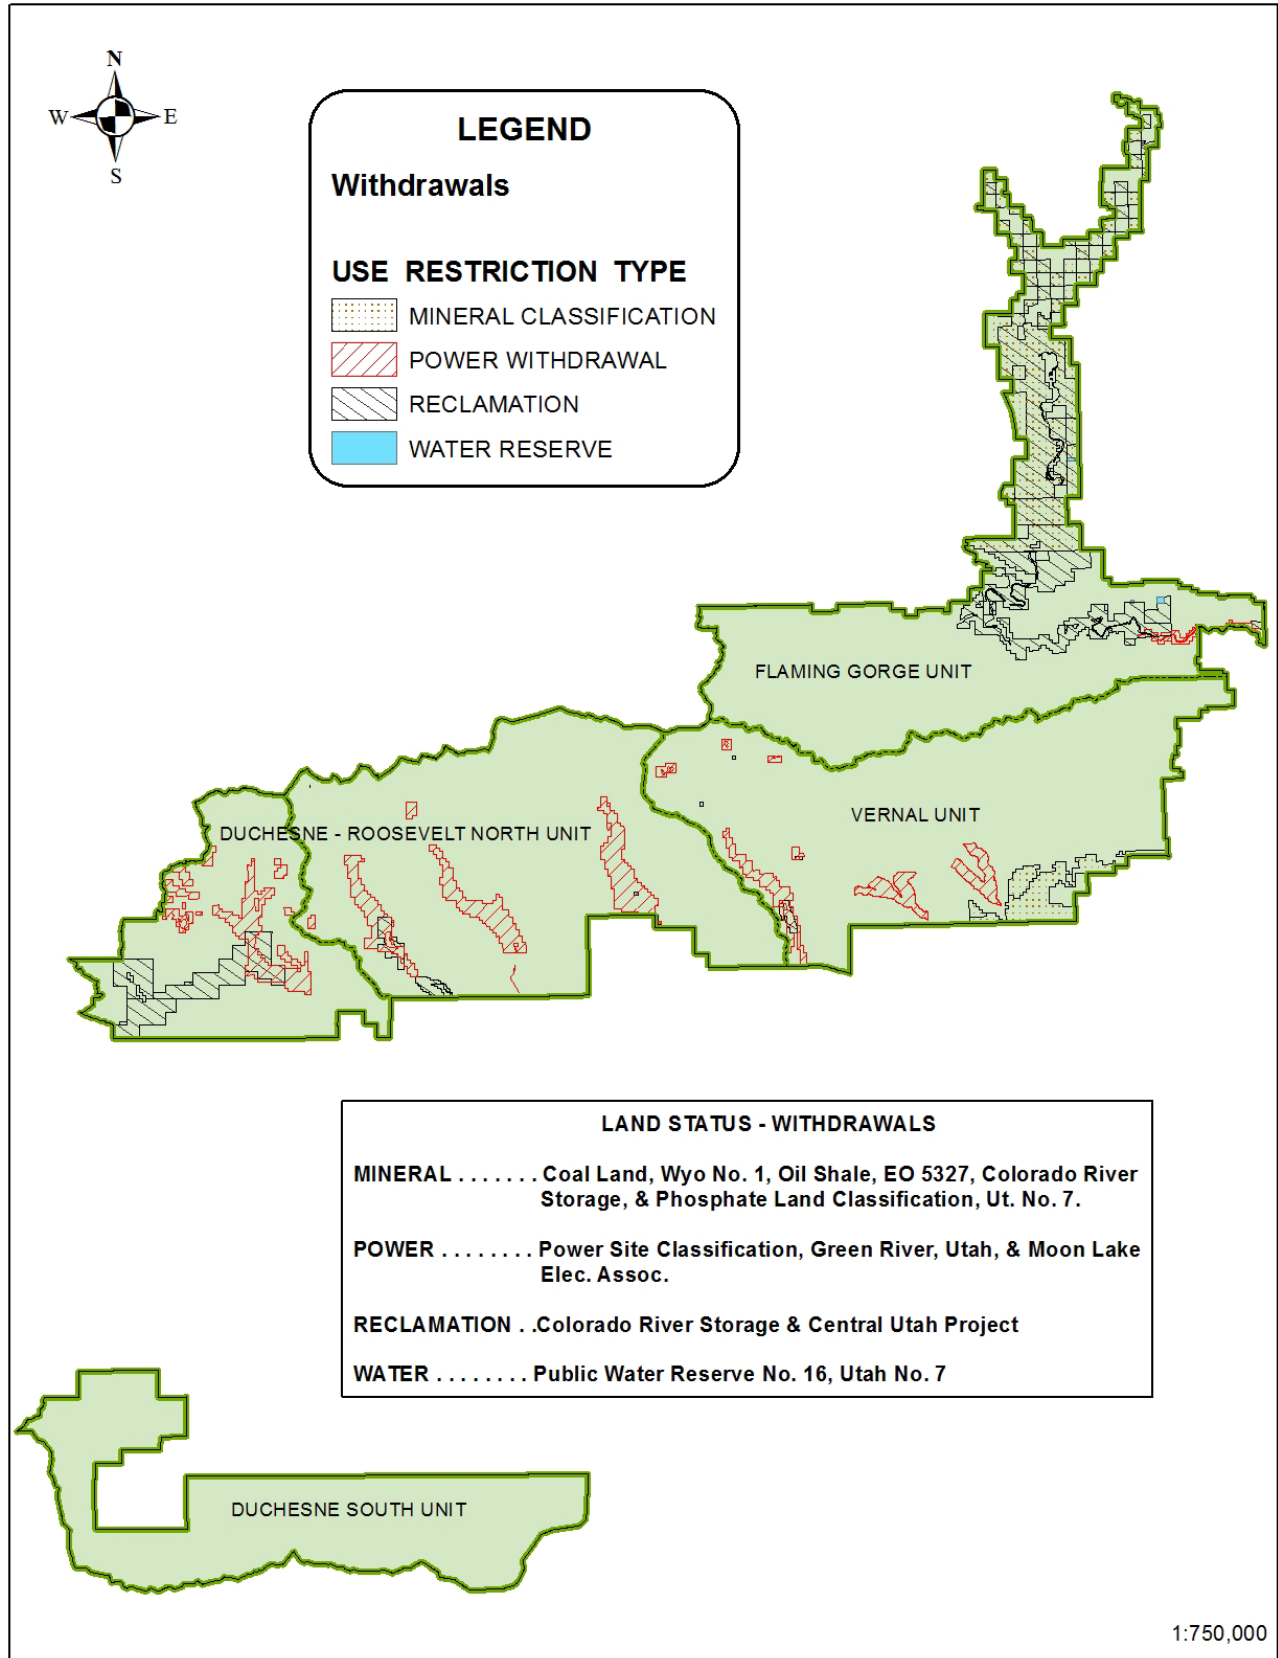 N
W E
S
LEGEND
Withdrawals
USE RESTRICTION TYPE
MINERAL CLASSIFICATION
POWER WITHDRAWAL
RECLAMATION
WATER RESERVE
FLAMING GORGE UNIT
VERNAL UNIT
DUCHESNE - ROOSEVELT NORTH UNIT
LAND STATUS - WITHDRAWALS
MINERAL . . . . . . . Coal Land, Wyo No. 1, Oil Shale, EO 5327, Colorado River
Storage, & Phosphate Land Classification, Ut. No. 7.
POWER . . . . . . . . Power Site Classification, Green River, Utah, & Moon Lake
Elec. Assoc.
RECLAMATION . .Colorado River Storage & Central Utah Project
WATER . . . . . . . . Public Water Reserve No. 16, Utah No. 7
DUCHESNE SOUTH UNIT
1:750,000